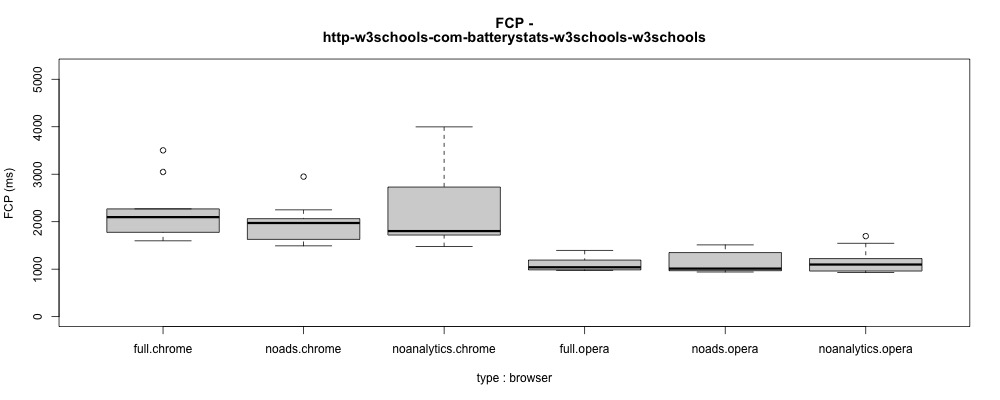 FCP -
http-w3schools-com-batterystats-w3schools-w3schools
FCP (ms)
5000
4000
3000
2000
1000
0
full.chrome noads.chrome noanalytics.chrome full.opera noads.opera noanalytics.opera
type : browser